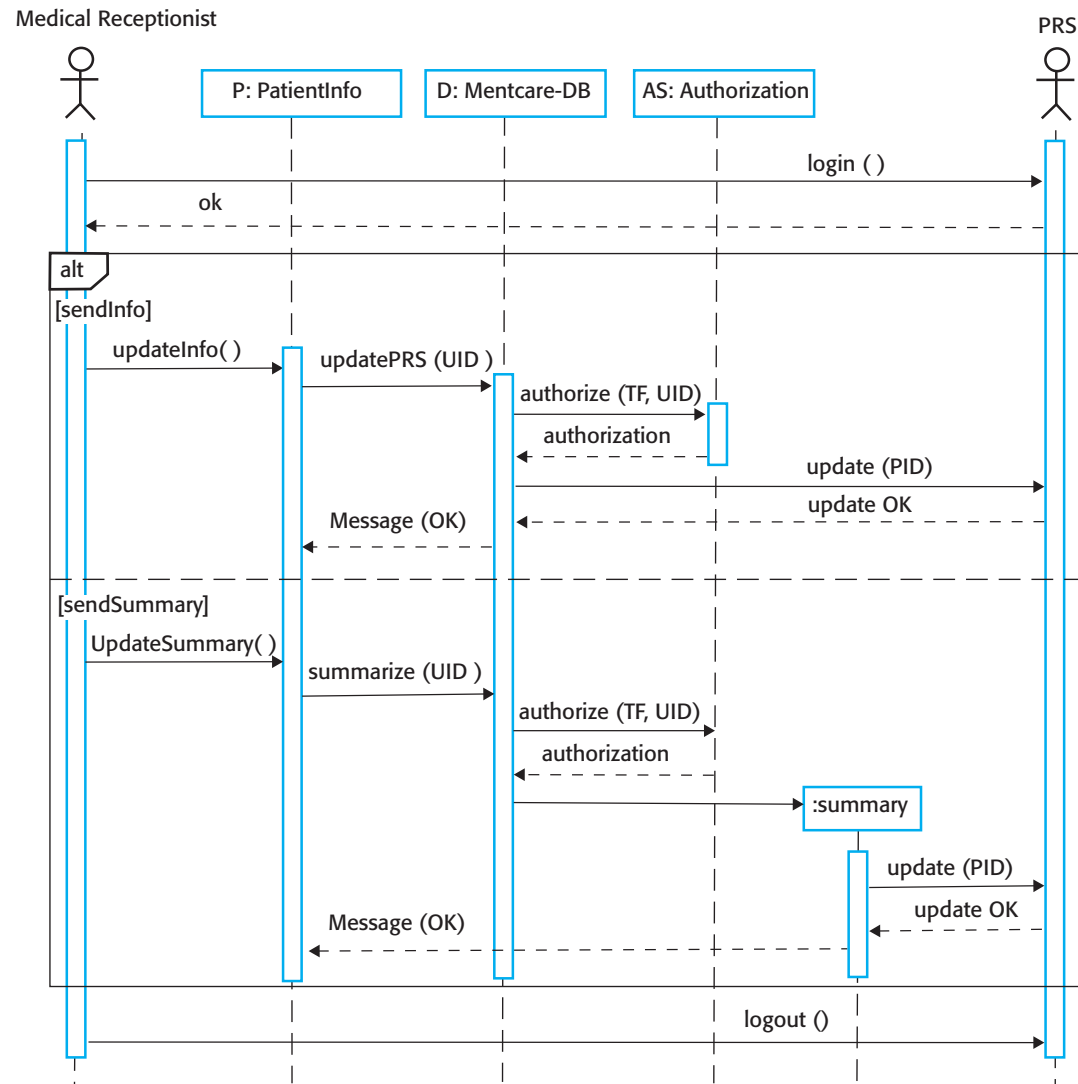 Medical Receptionist
PRS
P: PatientInfo
D: Mentcare-DB
AS: Authorization
login ( )
ok
alt
[sendInfo]
updateInfo( )
updatePRS (UID )
authorize (TF, UID)
authorization
update (PID)
update OK
Message (OK)
[sendSummary]
UpdateSummary( )
summarize (UID )
authorize (TF, UID)
authorization
:summary
update (PID)
update OK
Message (OK)
logout ()